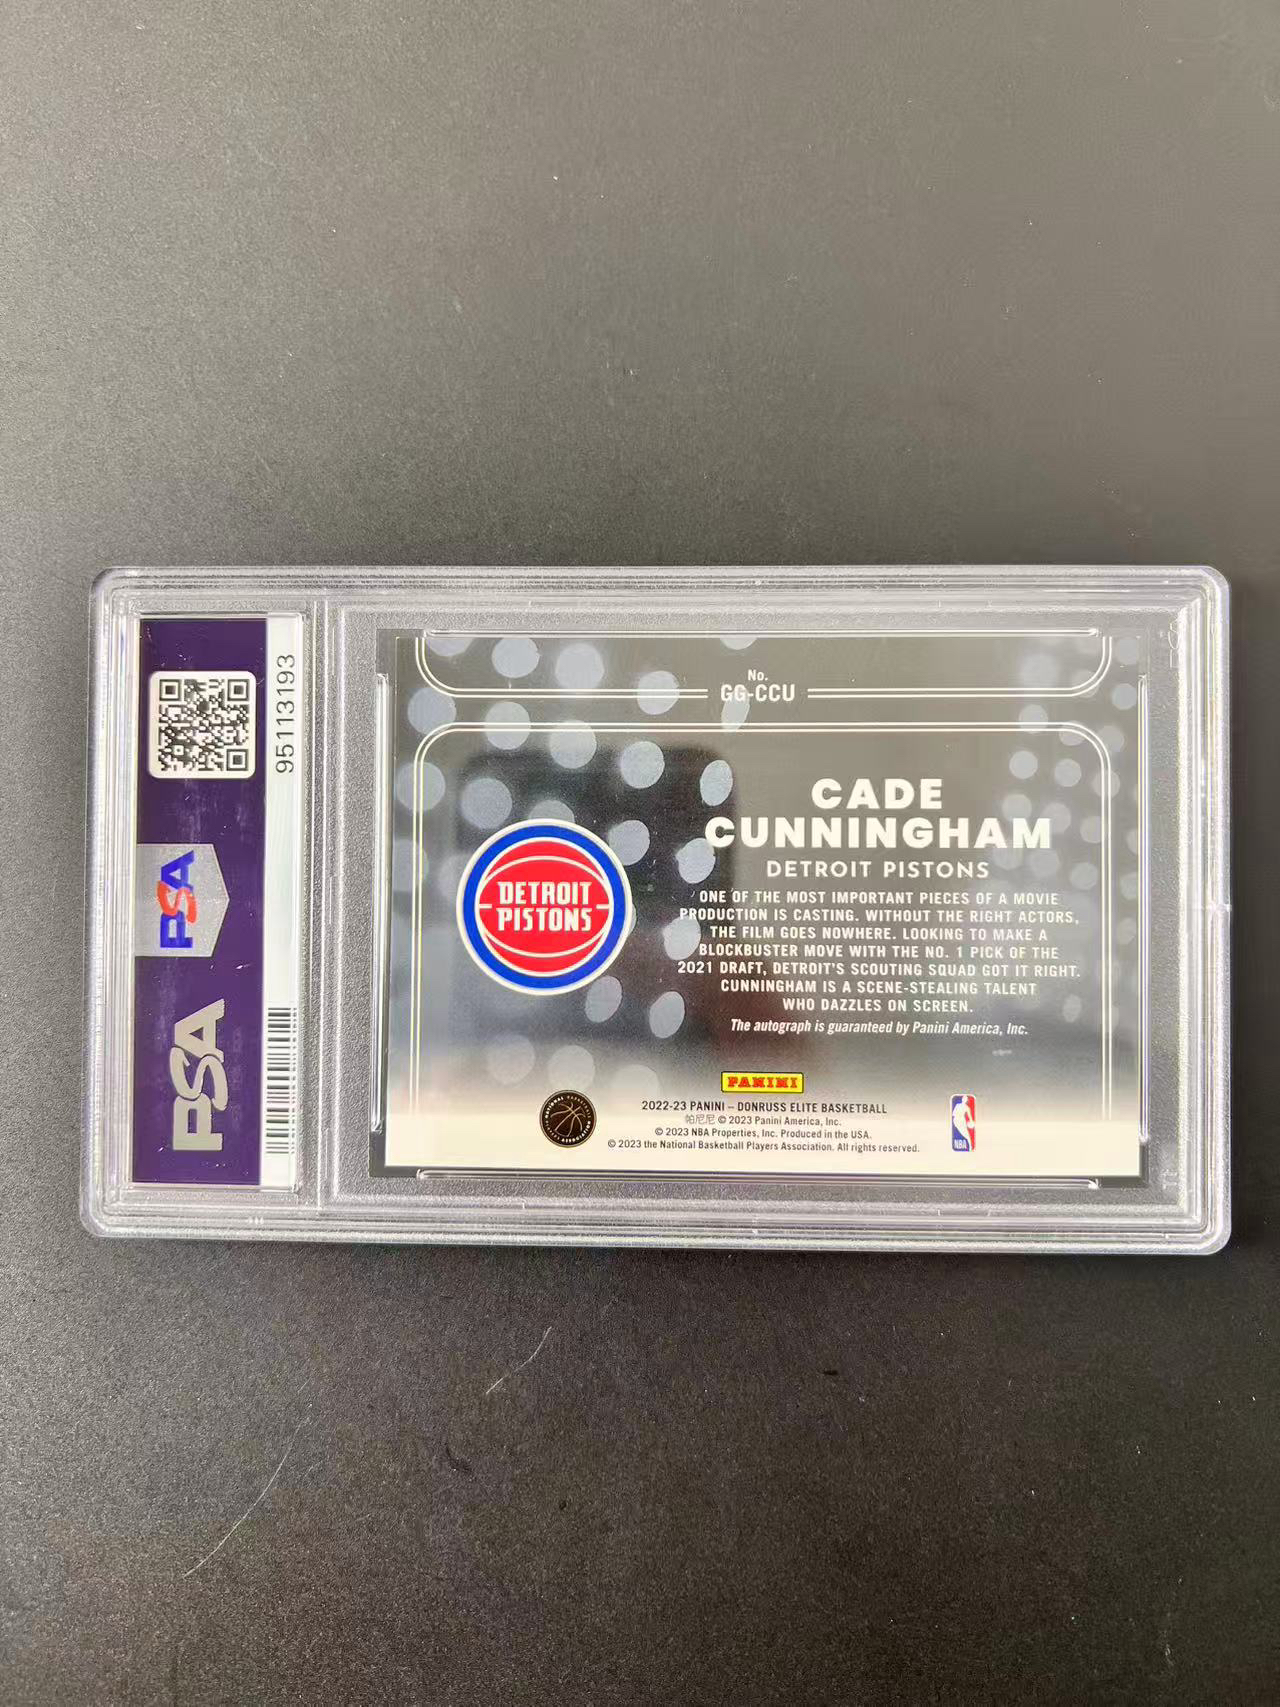 95113193
PSA
PSA
No.
GG-CCU
CADE
CUNNINGHAM
DETROIT PISTONS
DETROIT
PISTONS
ONE OF THE MOST IMPORTANT PIECES OF A MOVIE
PRODUCTION IS CASTING. WITHOUT THE RIGHT ACTORS,
THE FILM GOES NOWHERE. LOOKING TO MAKE A
BLOCKBUSTER MOVE WITH THE NO. 1 PICK OF THE
2021 DRAFT, DETROIT'S SCOUTING SQUAD GOT IT RIGHT.
CUNNINGHAM IS A SCENE-STEALING TALENT
WHO DAZZLES ON SCREEN.
The autograph is guaranteed by Panini America, Inc.
PANINI
2022-23 PANINI – DONRUSS ELITE BASKETBALL
帕尼尼 © 2023 Panini America, Inc.
© 2023 NBA Properties, Inc. Produced in the USA.
© 2023 the National Basketball Players Association. All rights reserved.
NATIONAL BASKETBALL
PLAYERS ASSOCIATION
NBA